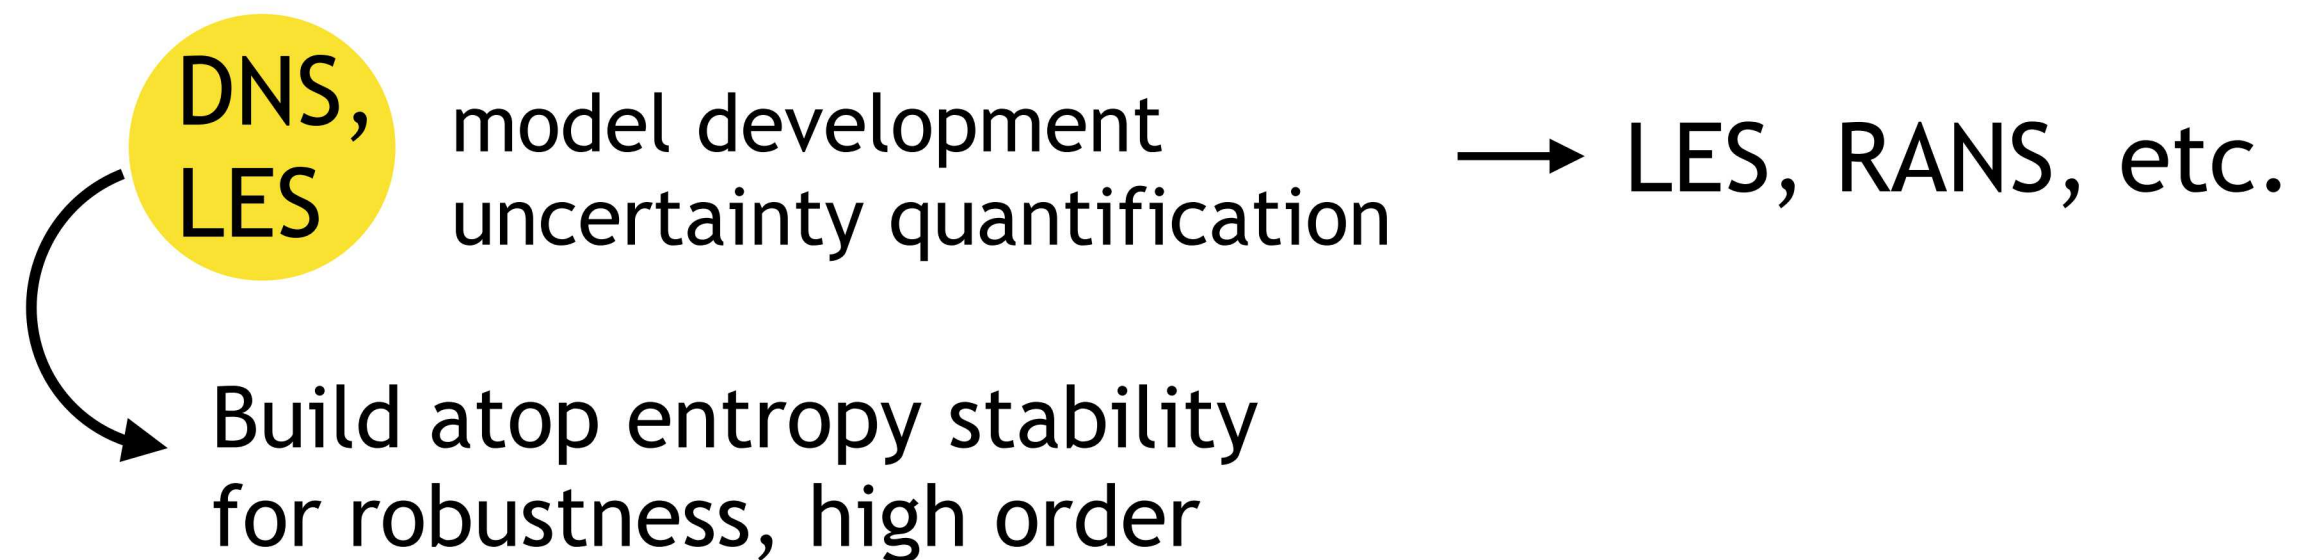 DNS,
LES
model development
uncertainty quantification
LES, RANS, etc.
Build atop entropy stability
for robustness, high order